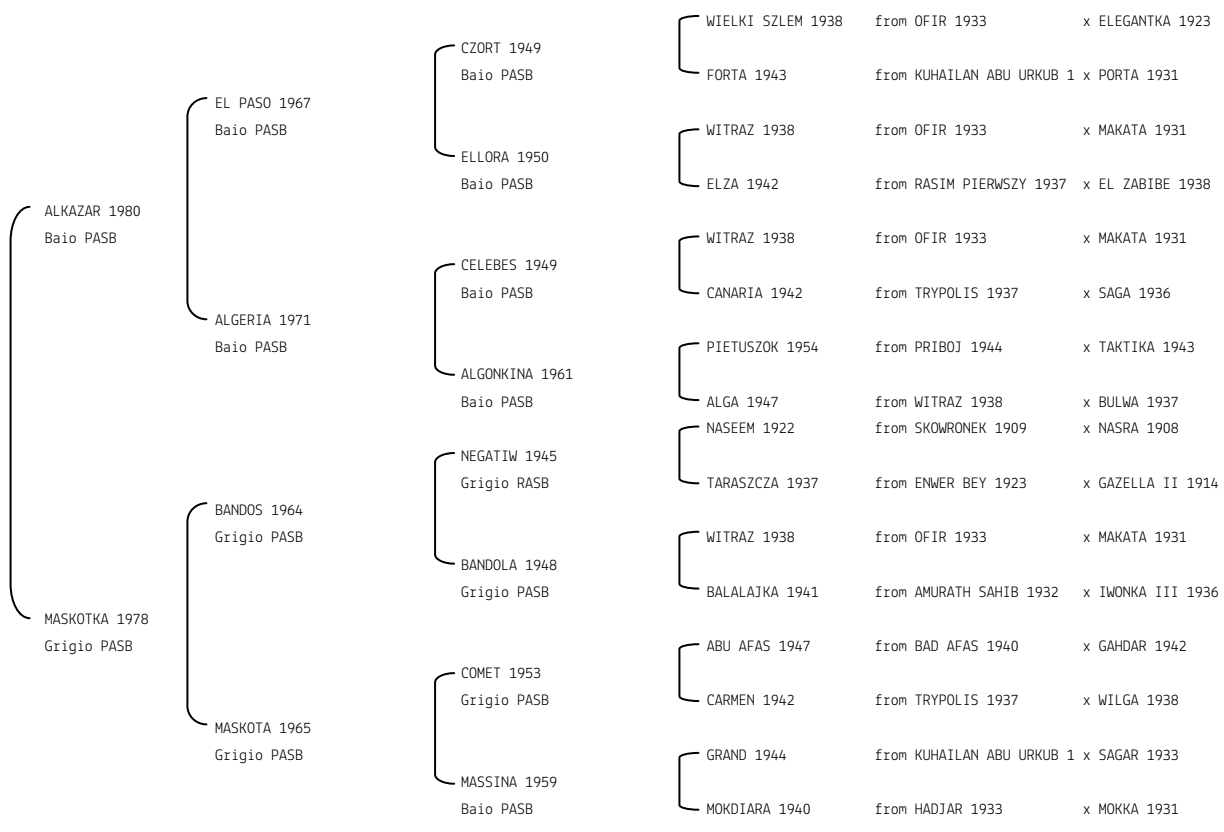 WIELKI SZLEM 1938 from OFIR 1933 x ELEGANTKA 1923
CZORT 1949
Baio PASB
FORTA 1943 from KUHAILAN ABU URKUB 1 x PORTA 1931
EL PASO 1967
Baio PASB
WITRAZ 1938 from OFIR 1933 x MAKATA 1931
ELLORA 1950
Baio PASB
ELZA 1942 from RASIM PIERWSZY 1937 x EL ZABIBE 1938
ALKAZAR 1980
Baio PASB
WITRAZ 1938 from OFIR 1933 x MAKATA 1931
CELEBES 1949
Baio PASB
CANARIA 1942 from TRYPOLIS 1937 x SAGA 1936
ALGERIA 1971
Baio PASB
PIETUSZOK 1954 from PRIBOJ 1944 x TAKTIKA 1943
ALGONKINA 1961
Baio PASB
ALGA 1947 from WITRAZ 1938 x BULWA 1937
NASEEM 1922 from SKOWRONEK 1909 x NASRA 1908
NEGATIW 1945
Grigio RASB
TARASZCZA 1937 from ENWER BEY 1923 x GAZELLA II 1914
BANDOS 1964
Grigio PASB
WITRAZ 1938 from OFIR 1933 x MAKATA 1931
BANDOLA 1948
Grigio PASB
BALALAJKA 1941 from AMURATH SAHIB 1932 x IWONKA III 1936
MASKOTKA 1978
Grigio PASB
ABU AFAS 1947 from BAD AFAS 1940 x GAHDAR 1942
COMET 1953
Grigio PASB
CARMEN 1942 from TRYPOLIS 1937 x WILGA 1938
MASKOTA 1965
Grigio PASB
GRAND 1944 from KUHAILAN ABU URKUB 1 x SAGAR 1933
MASSINA 1959
Baio PASB
MOKDIARA 1940 from HADJAR 1933 x MOKKA 1931